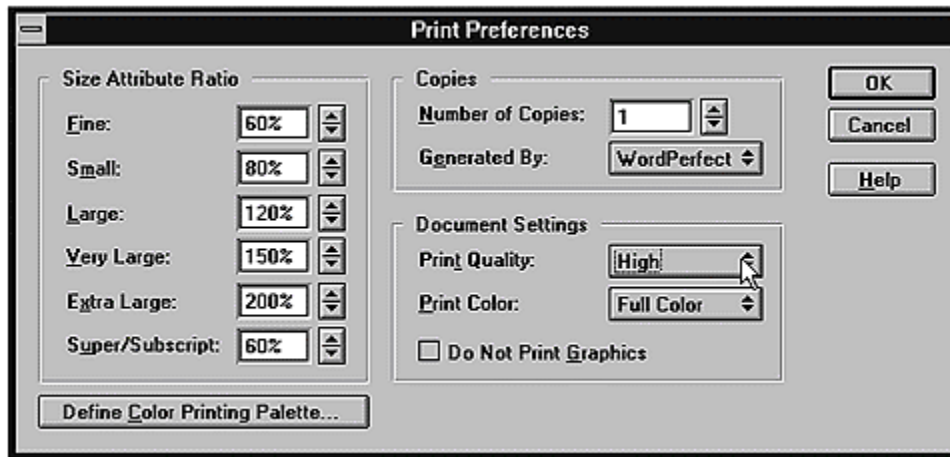 Print Preferences
Size Attribute Ratio
Fine: 60%
Small: 80%
Large: 120%
Very Large: 150%
Extra Large: 200%
Super/Subscript: 60%
Define Color Printing Palette...
Copies
Number of Copies: 1
Generated By: WordPerfect
Document Settings
Print Quality: High
Print Color: Full Color
Do Not Print Graphics
OK
Cancel
Help